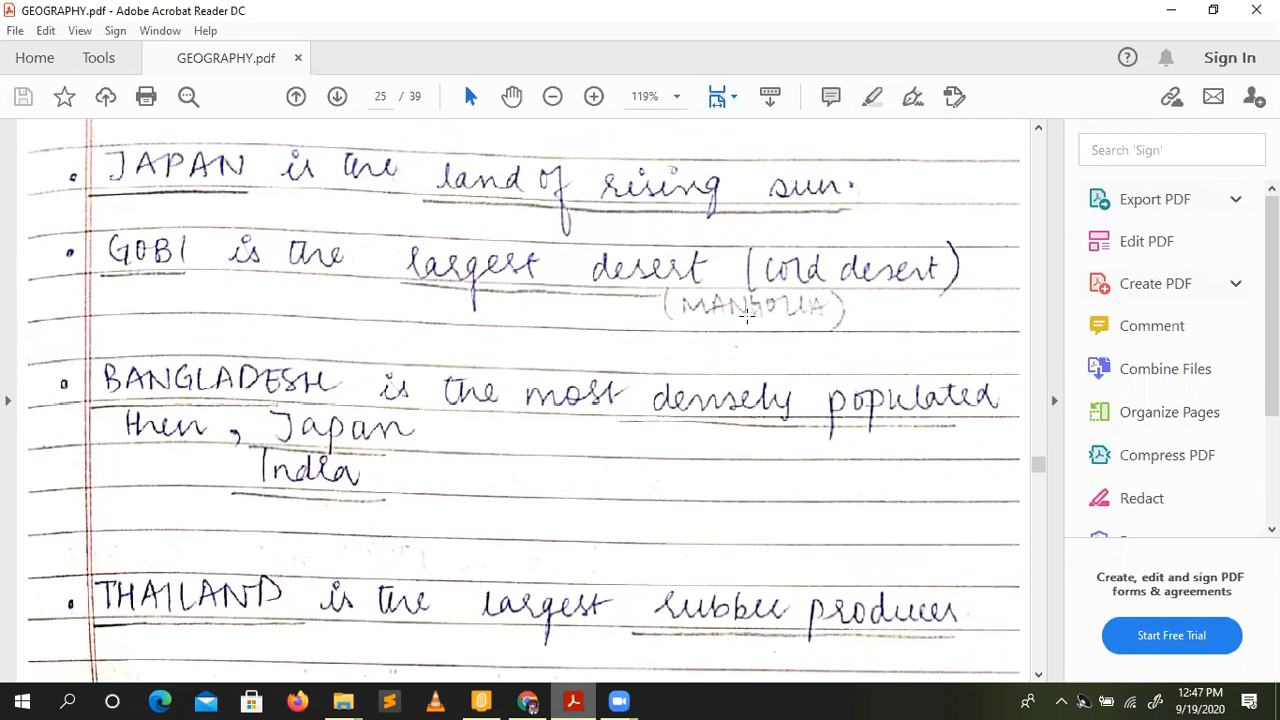 GEOGRAPHY.pdf - Adobe Acrobat Reader DC
File Edit View Sign Window Help
Home Tools GEOGRAPHY.pdf × Sign In
25 / 39 119%
• JAPAN is the land of rising sun.
• GOBI is the largest desert (cold desert)
(MANGOLIA)
• BANGLADESH is the most densely populated
then, Japan
India
• THAILAND is the largest rubber producer
Search 'Sign'
Export PDF
Edit PDF
Create PDF
Comment
Combine Files
Organize Pages
Compress PDF
Redact
Create, edit and sign PDF
forms & agreements
Start Free Trial
12:47 PM
9/19/2020